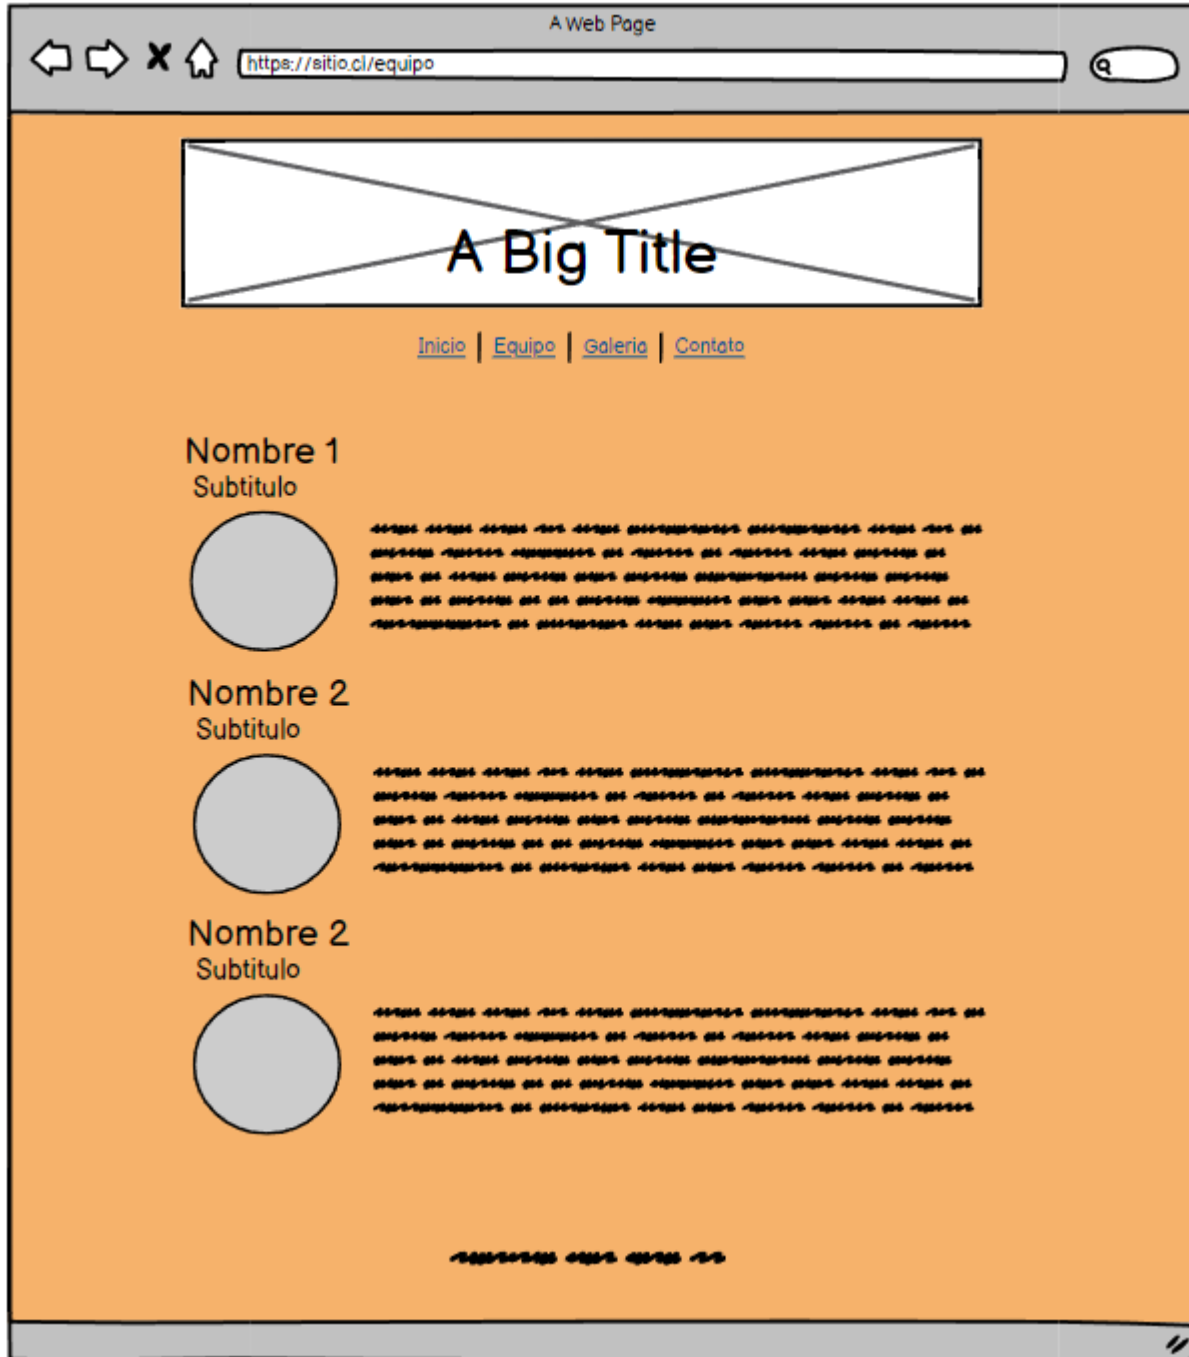 A Web Page
https://sitio.cl/equipo
A Big Title
Inicio | Equipo | Galeria | Contato
Nombre 1
Subtitulo
Nombre 2
Subtitulo
Nombre 2
Subtitulo